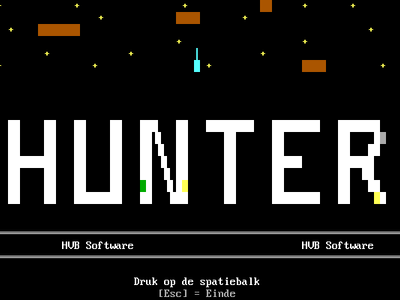 HUNTER
HVB Software HVB Software
Druk op de spatiebalk
[Esc] = Einde